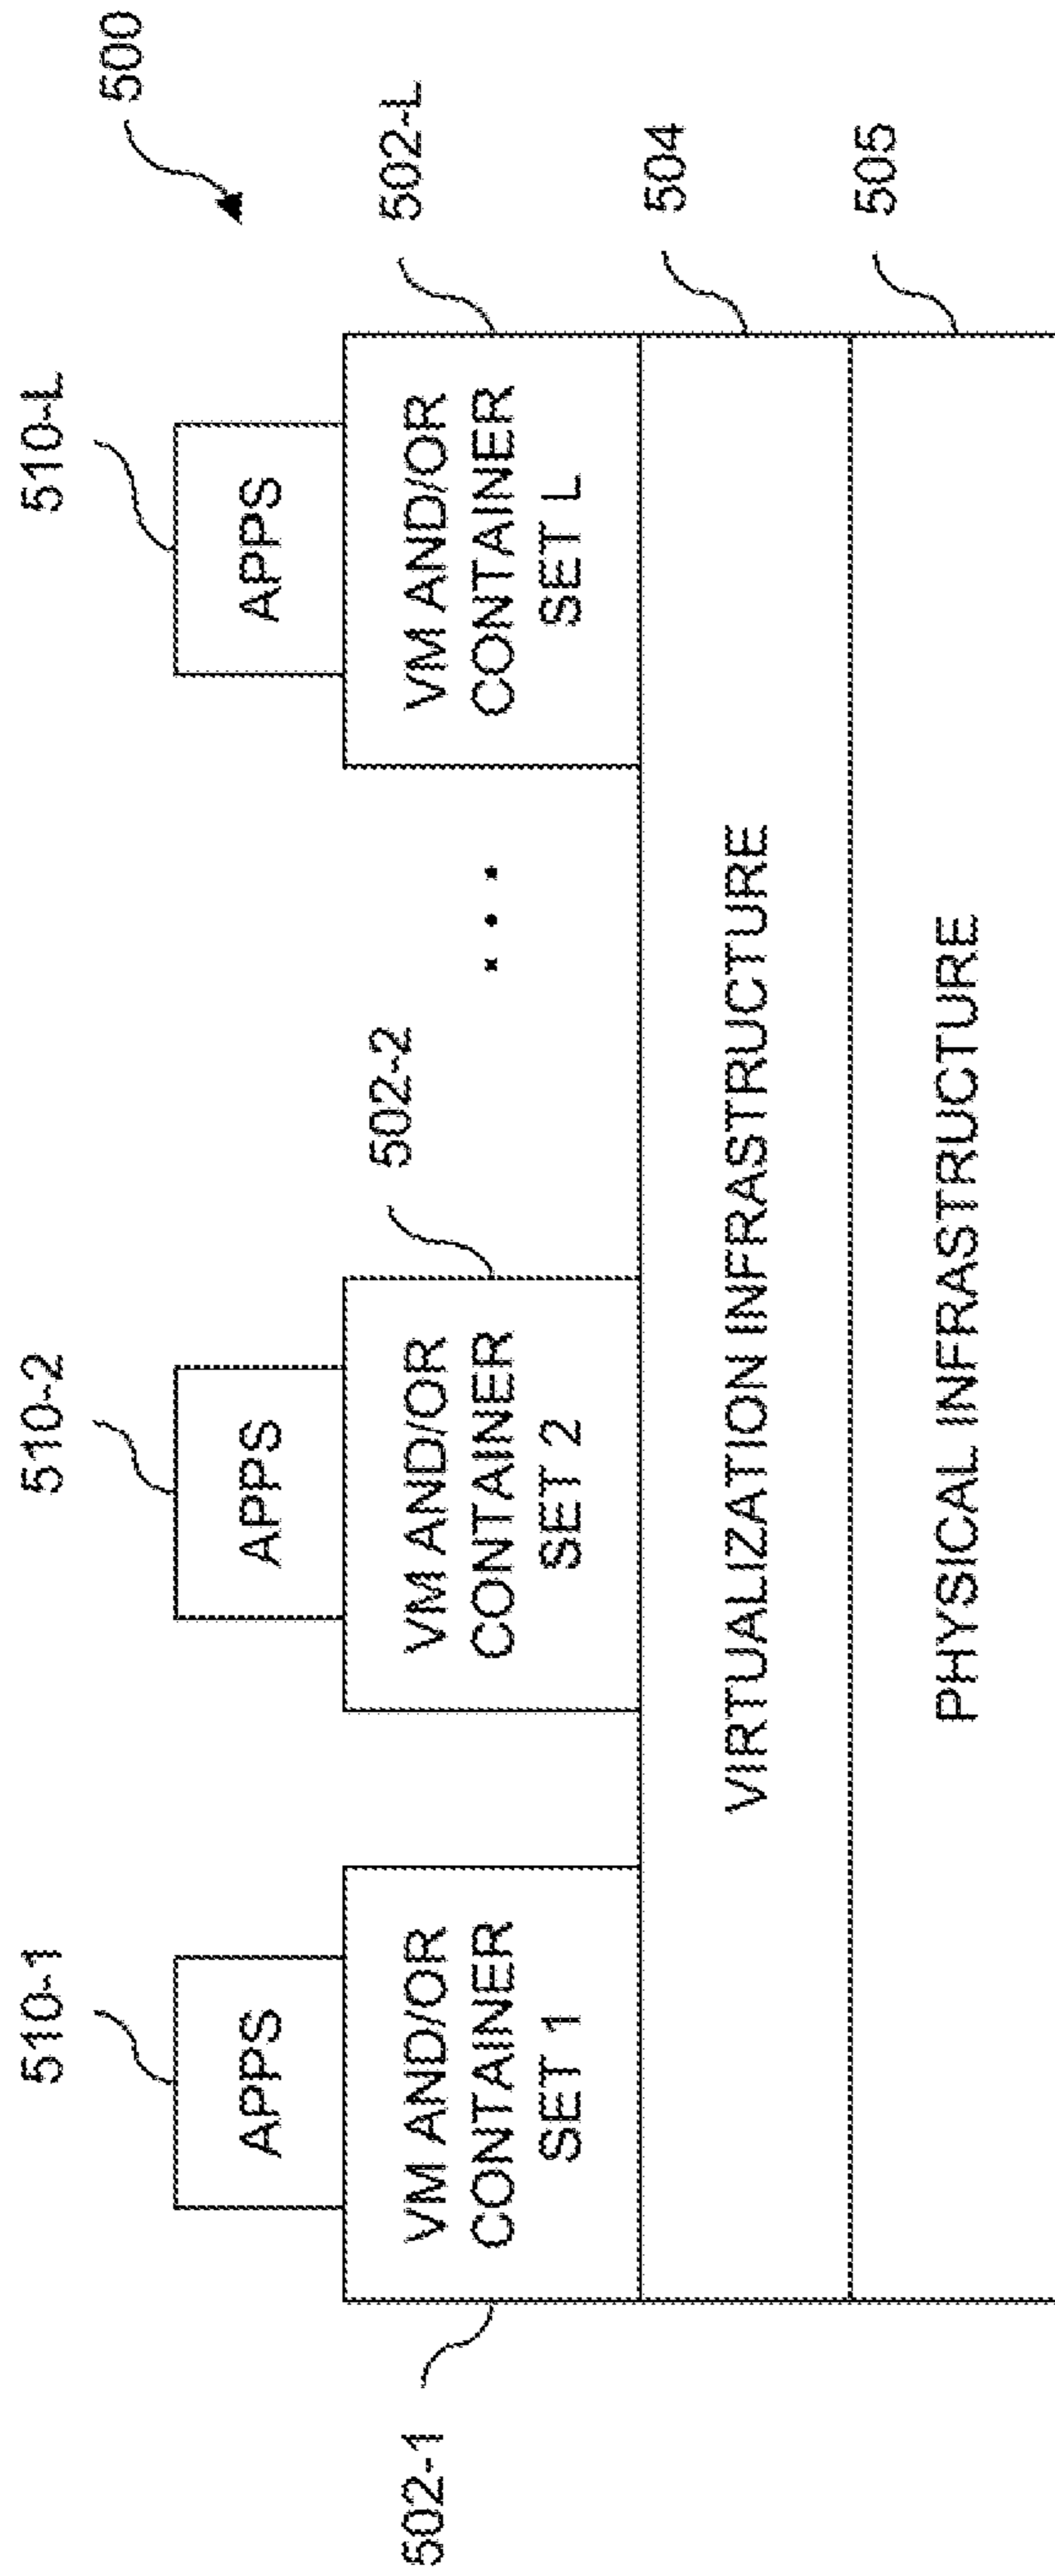 500
510-1
510-2
510-L
APPS
APPS
APPS
502-1
VM AND/OR
CONTAINER
SET 1
502-2
VM AND/OR
CONTAINER
SET 2
502-L
VM AND/OR
CONTAINER
SET L
VIRTUALIZATION INFRASTRUCTURE
504
PHYSICAL INFRASTRUCTURE
505